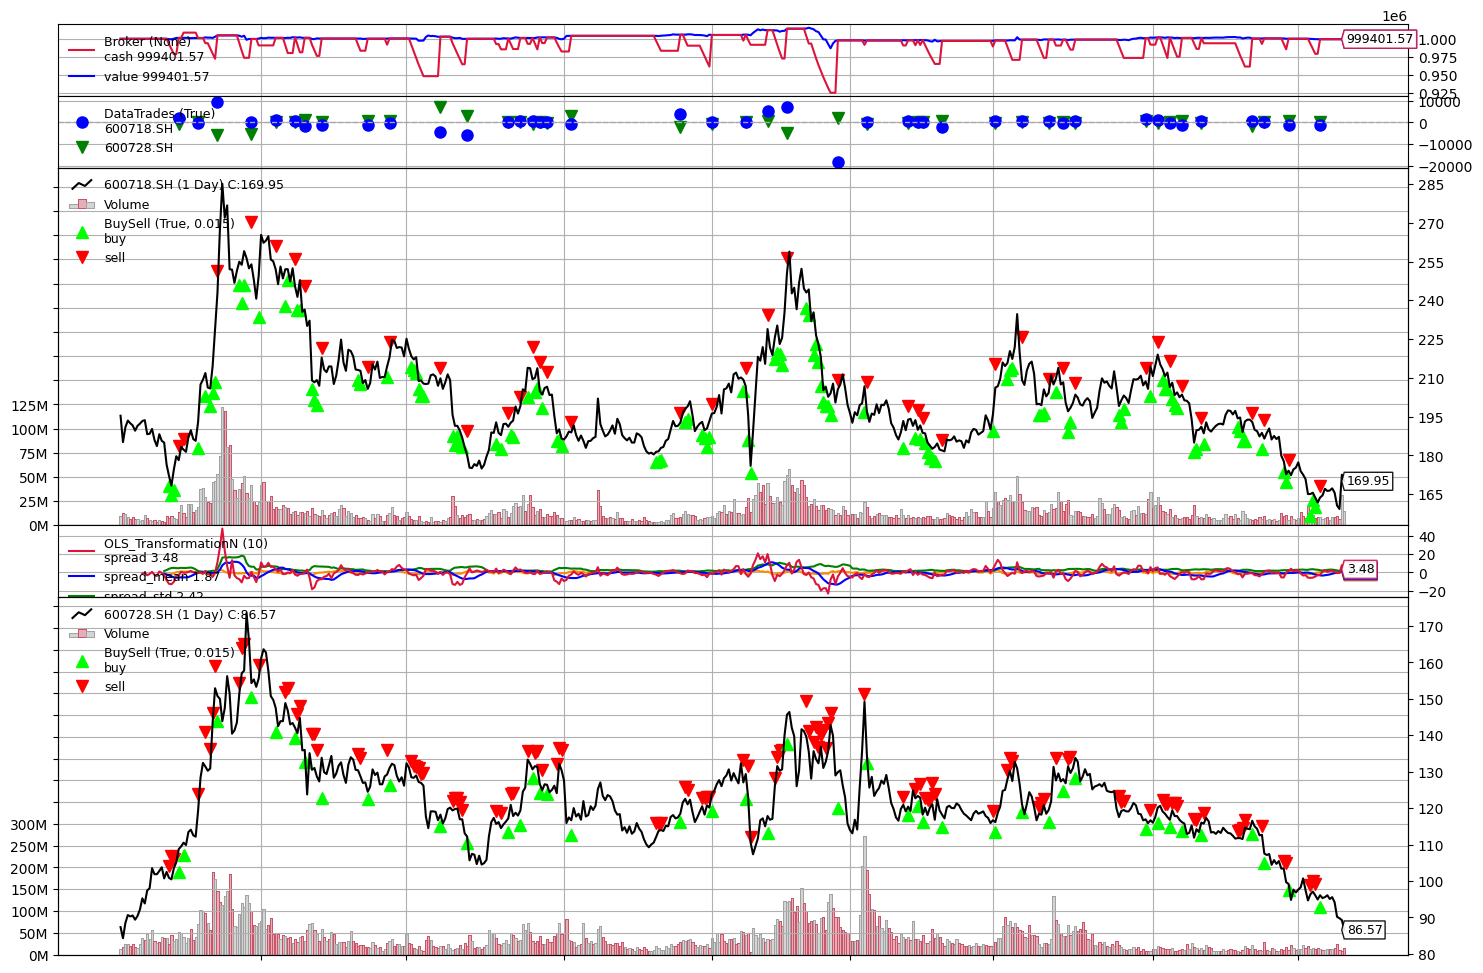 1e6
Broker (None)
cash 999401.57
value 999401.57
999401.57
1.000
0.975
0.950
0.925
DataTrades (True)
600718.SH
600728.SH
10000
0
−10000
−20000
600718.SH (1 Day) C:169.95
Volume
BuySell (True, 0.015)
buy
sell
285
270
255
240
225
210
195
180
165
169.95
125M
100M
75M
50M
25M
0M
OLS_TransformationN (10)
spread 3.48
spread_mean 1.87
spread_std 2.42
40
20
0
−20
3.48
600728.SH (1 Day) C:86.57
Volume
BuySell (True, 0.015)
buy
sell
170
160
150
140
130
120
110
100
90
80
86.57
300M
250M
200M
150M
100M
50M
0M